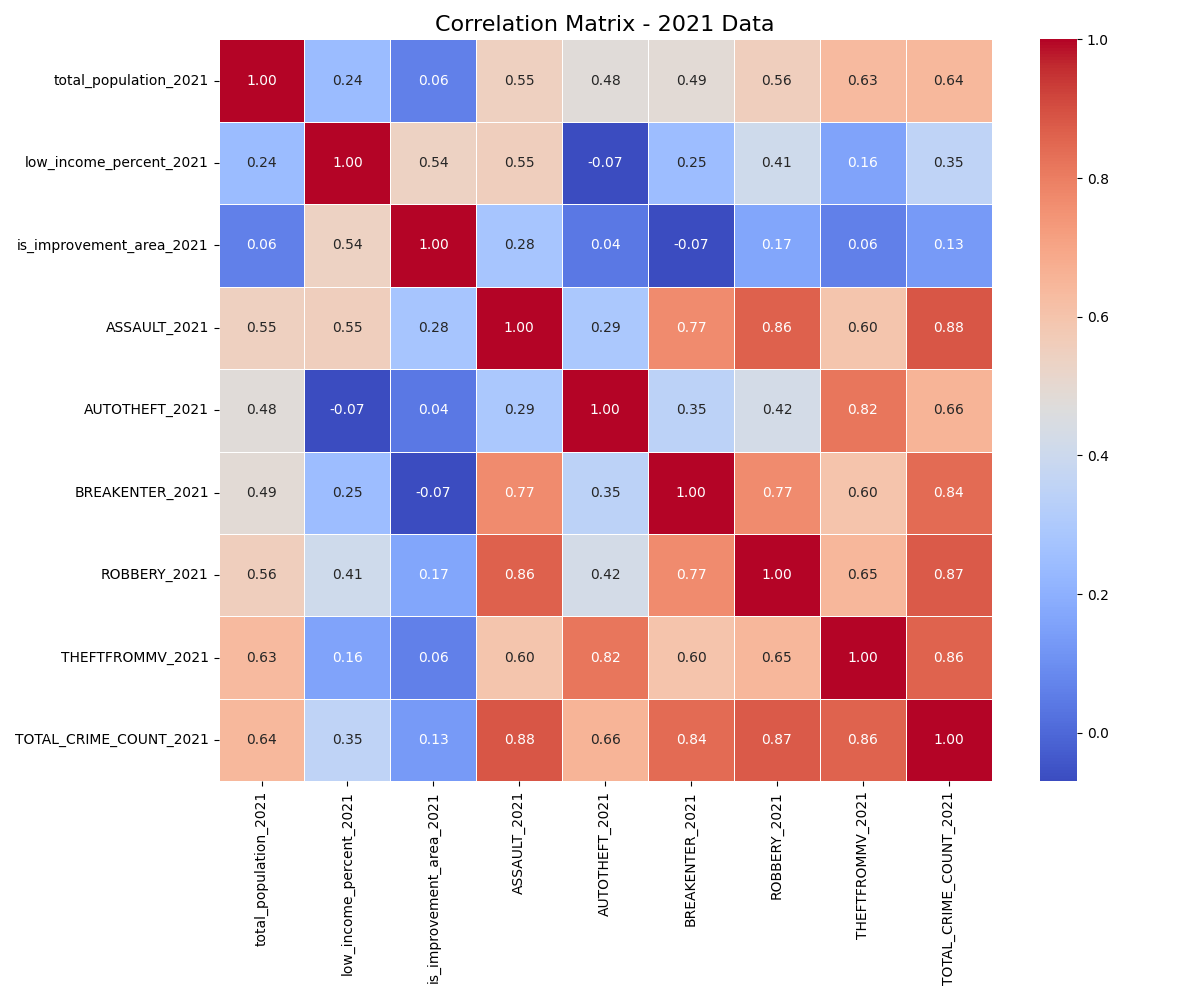 Correlation Matrix - 2021 Data
total_population_2021 1.00 0.24 0.06 0.55 0.48 0.49 0.56 0.63 0.64
low_income_percent_2021 0.24 1.00 0.54 0.55 -0.07 0.25 0.41 0.16 0.35
is_improvement_area_2021 0.06 0.54 1.00 0.28 0.04 -0.07 0.17 0.06 0.13
ASSAULT_2021 0.55 0.55 0.28 1.00 0.29 0.77 0.86 0.60 0.88
AUTOTHEFT_2021 0.48 -0.07 0.04 0.29 1.00 0.35 0.42 0.82 0.66
BREAKENTER_2021 0.49 0.25 -0.07 0.77 0.35 1.00 0.77 0.60 0.84
ROBBERY_2021 0.56 0.41 0.17 0.86 0.42 0.77 1.00 0.65 0.87
THEFTFROMMV_2021 0.63 0.16 0.06 0.60 0.82 0.60 0.65 1.00 0.86
TOTAL_CRIME_COUNT_2021 0.64 0.35 0.13 0.88 0.66 0.84 0.87 0.86 1.00
total_population_2021
low_income_percent_2021
is_improvement_area_2021
ASSAULT_2021
AUTOTHEFT_2021
BREAKENTER_2021
ROBBERY_2021
THEFTFROMMV_2021
TOTAL_CRIME_COUNT_2021
1.0
0.8
0.6
0.4
0.2
0.0